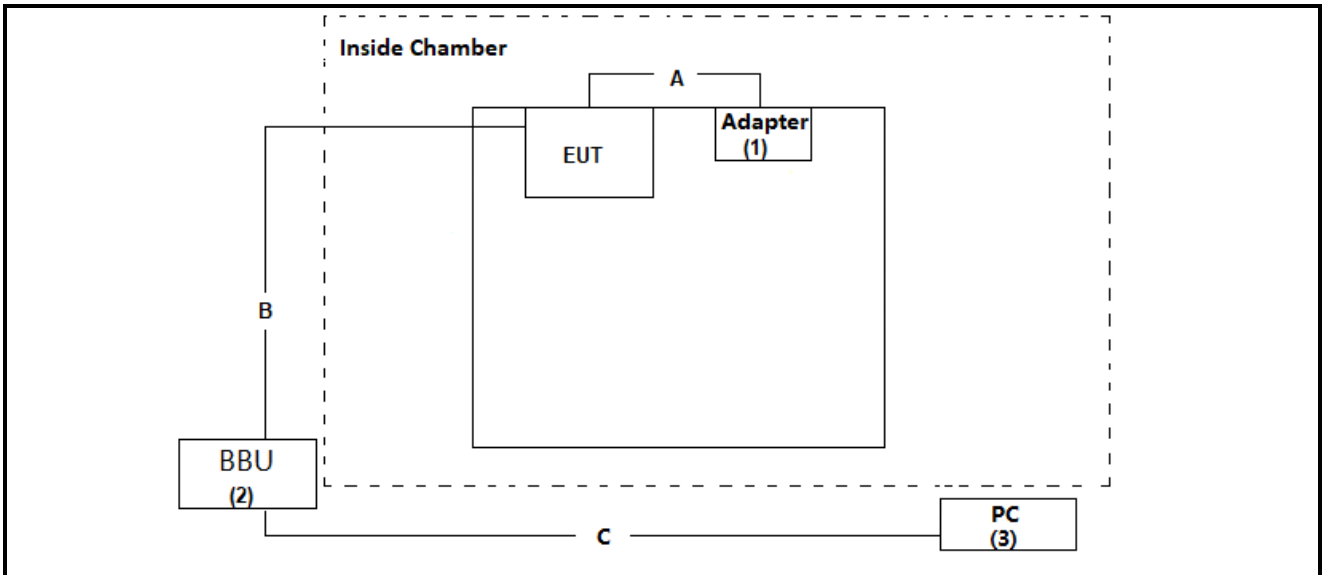 Inside Chamber
A
Adapter
(1)
EUT
B
BBU
(2)
PC
(3)
C